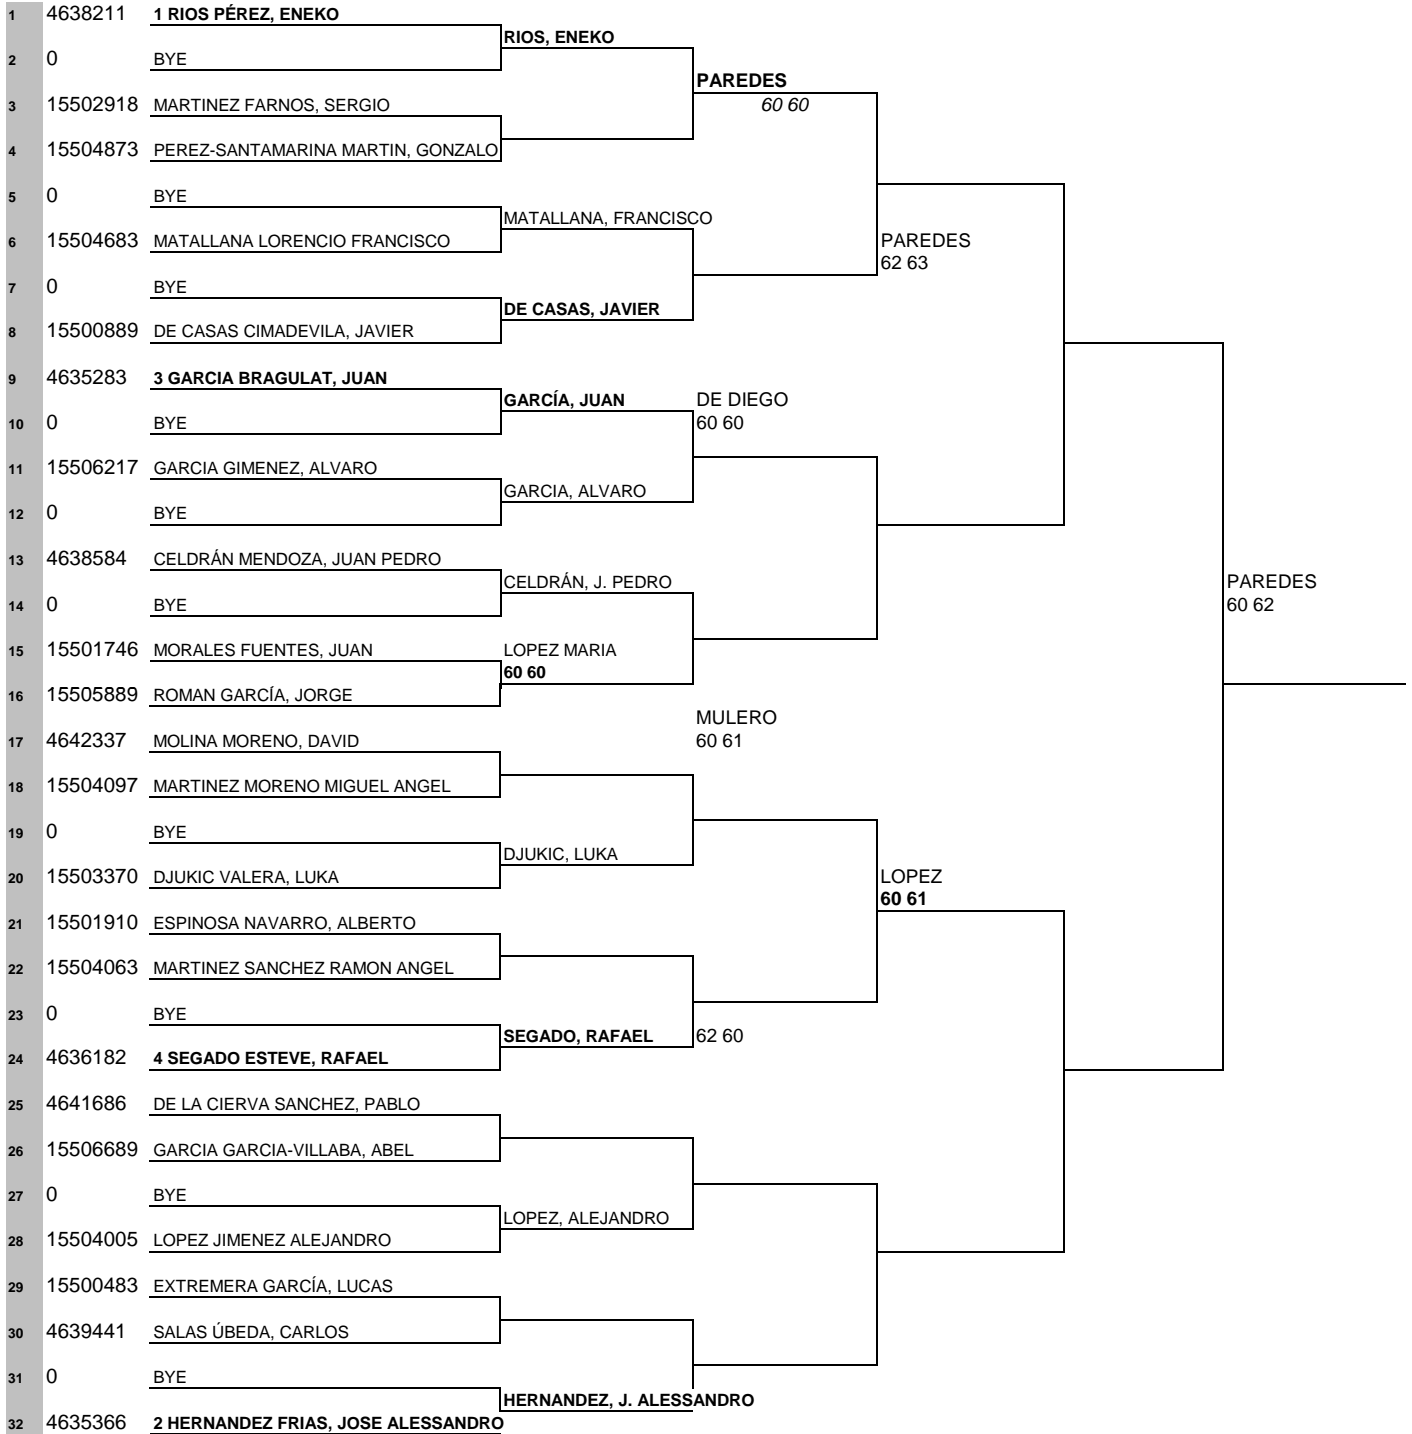 1 4638211 1 RIOS PÉREZ, ENEKO
RIOS, ENEKO
2 0 BYE
PAREDES
3 15502918 MARTINEZ FARNOS, SERGIO 60 60
4 15504873 PEREZ-SANTAMARINA MARTIN, GONZALO
5 0 BYE
MATALLANA, FRANCISCO
6 15504683 MATALLANA LORENCIO FRANCISCO PAREDES
62 63
7 0 BYE
DE CASAS, JAVIER
8 15500889 DE CASAS CIMADEVILA, JAVIER
9 4635283 3 GARCIA BRAGULAT, JUAN
GARCÍA, JUAN DE DIEGO
10 0 BYE 60 60
11 15506217 GARCIA GIMENEZ, ALVARO
GARCIA, ALVARO
12 0 BYE
13 4638584 CELDRÁN MENDOZA, JUAN PEDRO
CELDRÁN, J. PEDRO PAREDES
14 0 BYE 60 62
15 15501746 MORALES FUENTES, JUAN LOPEZ MARIA
60 60
16 15505889 ROMAN GARCÍA, JORGE
MULERO
17 4642337 MOLINA MORENO, DAVID 60 61
18 15504097 MARTINEZ MORENO MIGUEL ANGEL
19 0 BYE
DJUKIC, LUKA
20 15503370 DJUKIC VALERA, LUKA LOPEZ
60 61
21 15501910 ESPINOSA NAVARRO, ALBERTO
22 15504063 MARTINEZ SANCHEZ RAMON ANGEL
23 0 BYE
SEGADO, RAFAEL 62 60
24 4636182 4 SEGADO ESTEVE, RAFAEL
25 4641686 DE LA CIERVA SANCHEZ, PABLO
26 15506689 GARCIA GARCIA-VILLABA, ABEL
27 0 BYE
LOPEZ, ALEJANDRO
28 15504005 LOPEZ JIMENEZ ALEJANDRO
29 15500483 EXTREMERA GARCÍA, LUCAS
30 4639441 SALAS ÚBEDA, CARLOS
31 0 BYE
HERNANDEZ, J. ALESSANDRO
32 4635366 2 HERNANDEZ FRIAS, JOSE ALESSANDRO